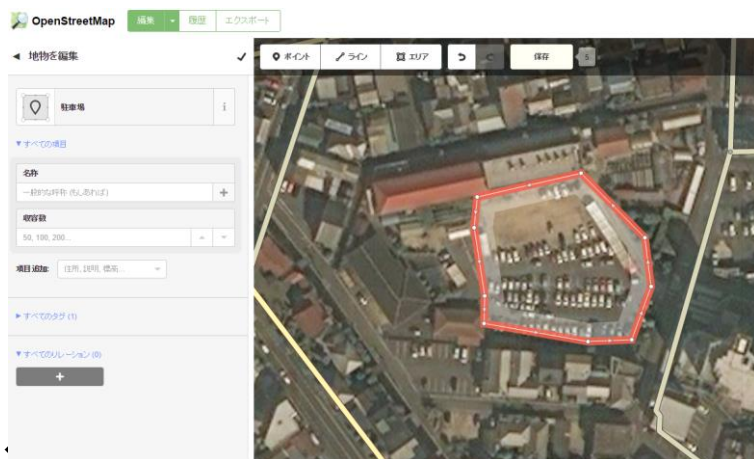 OpenStreetMap 編集 履歴 エクスポート
地物を編集
ポイント ライン エリア 保存 5
駐車場 i
すべての項目
名称
一般的な呼称 (もしあれば)
収容数
50, 100, 200...
項目追加: 住所, 説明, 標高...
すべてのタグ (1)
すべてのリレーション (0)